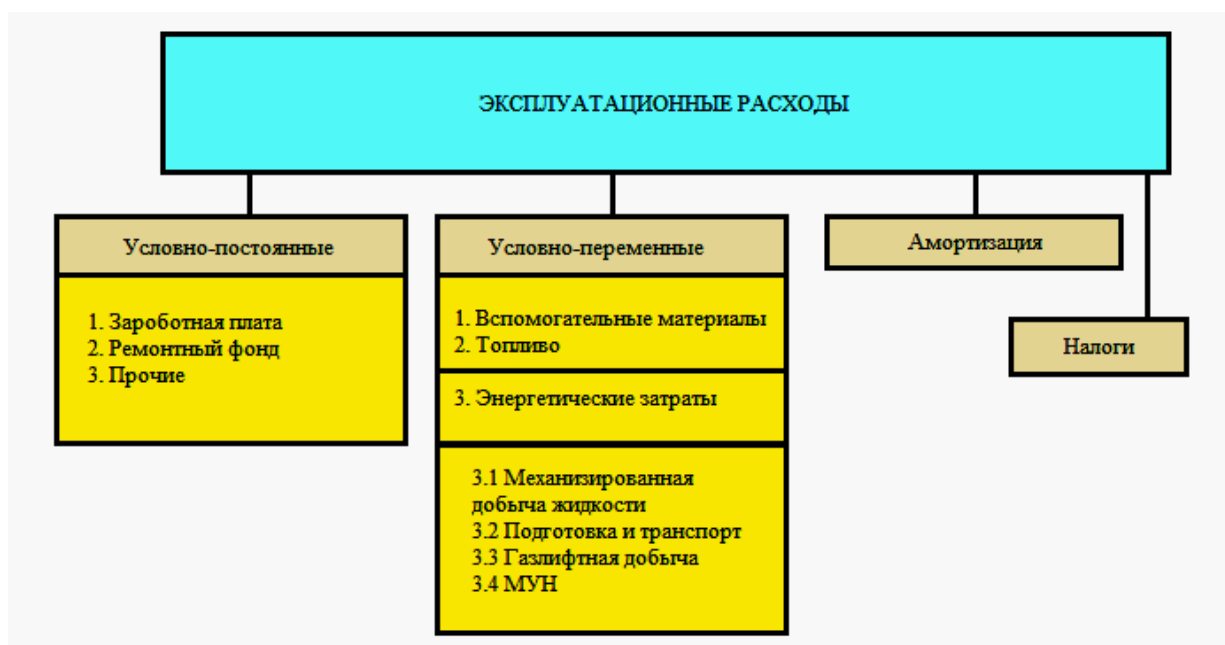 ЭКСПЛУАТАЦИОННЫЕ РАСХОДЫ
Условно-постоянные
1. Зароботная плата
2. Ремонтный фонд
3. Прочие
Условно-переменные
1. Вспомогательные материалы
2. Топливо
3. Энергетические затраты
3.1 Механизированная
добыча жидкости
3.2 Подготовка и транспорт
3.3 Газлифтная добыча
3.4 МУН
Амортизация
Налоги